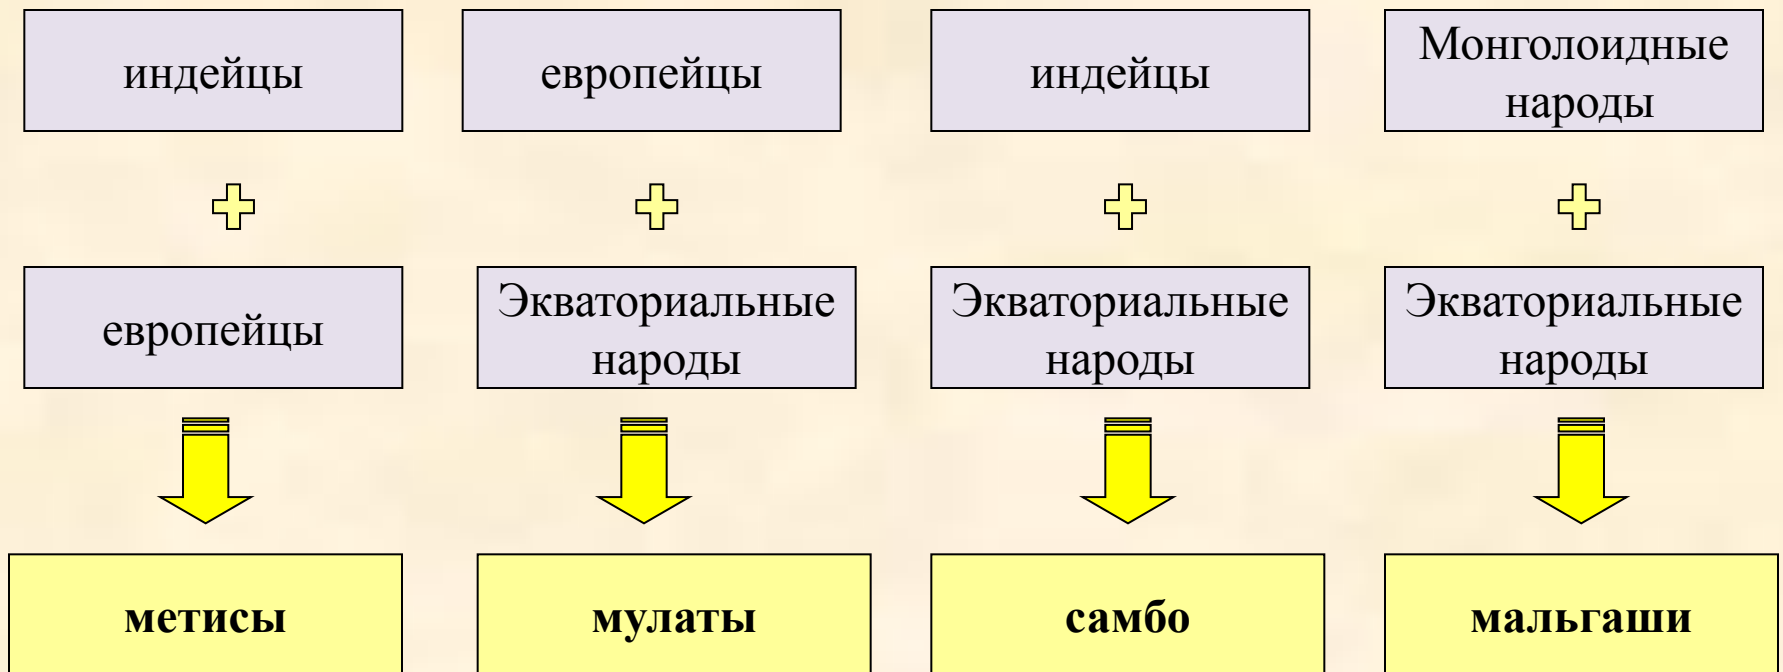 индейцы
европейцы
индейцы
Монголоидные
народы
европейцы
Экваториальные
народы
Экваториальные
народы
Экваториальные
народы
метисы
мулаты
самбо
мальгаши